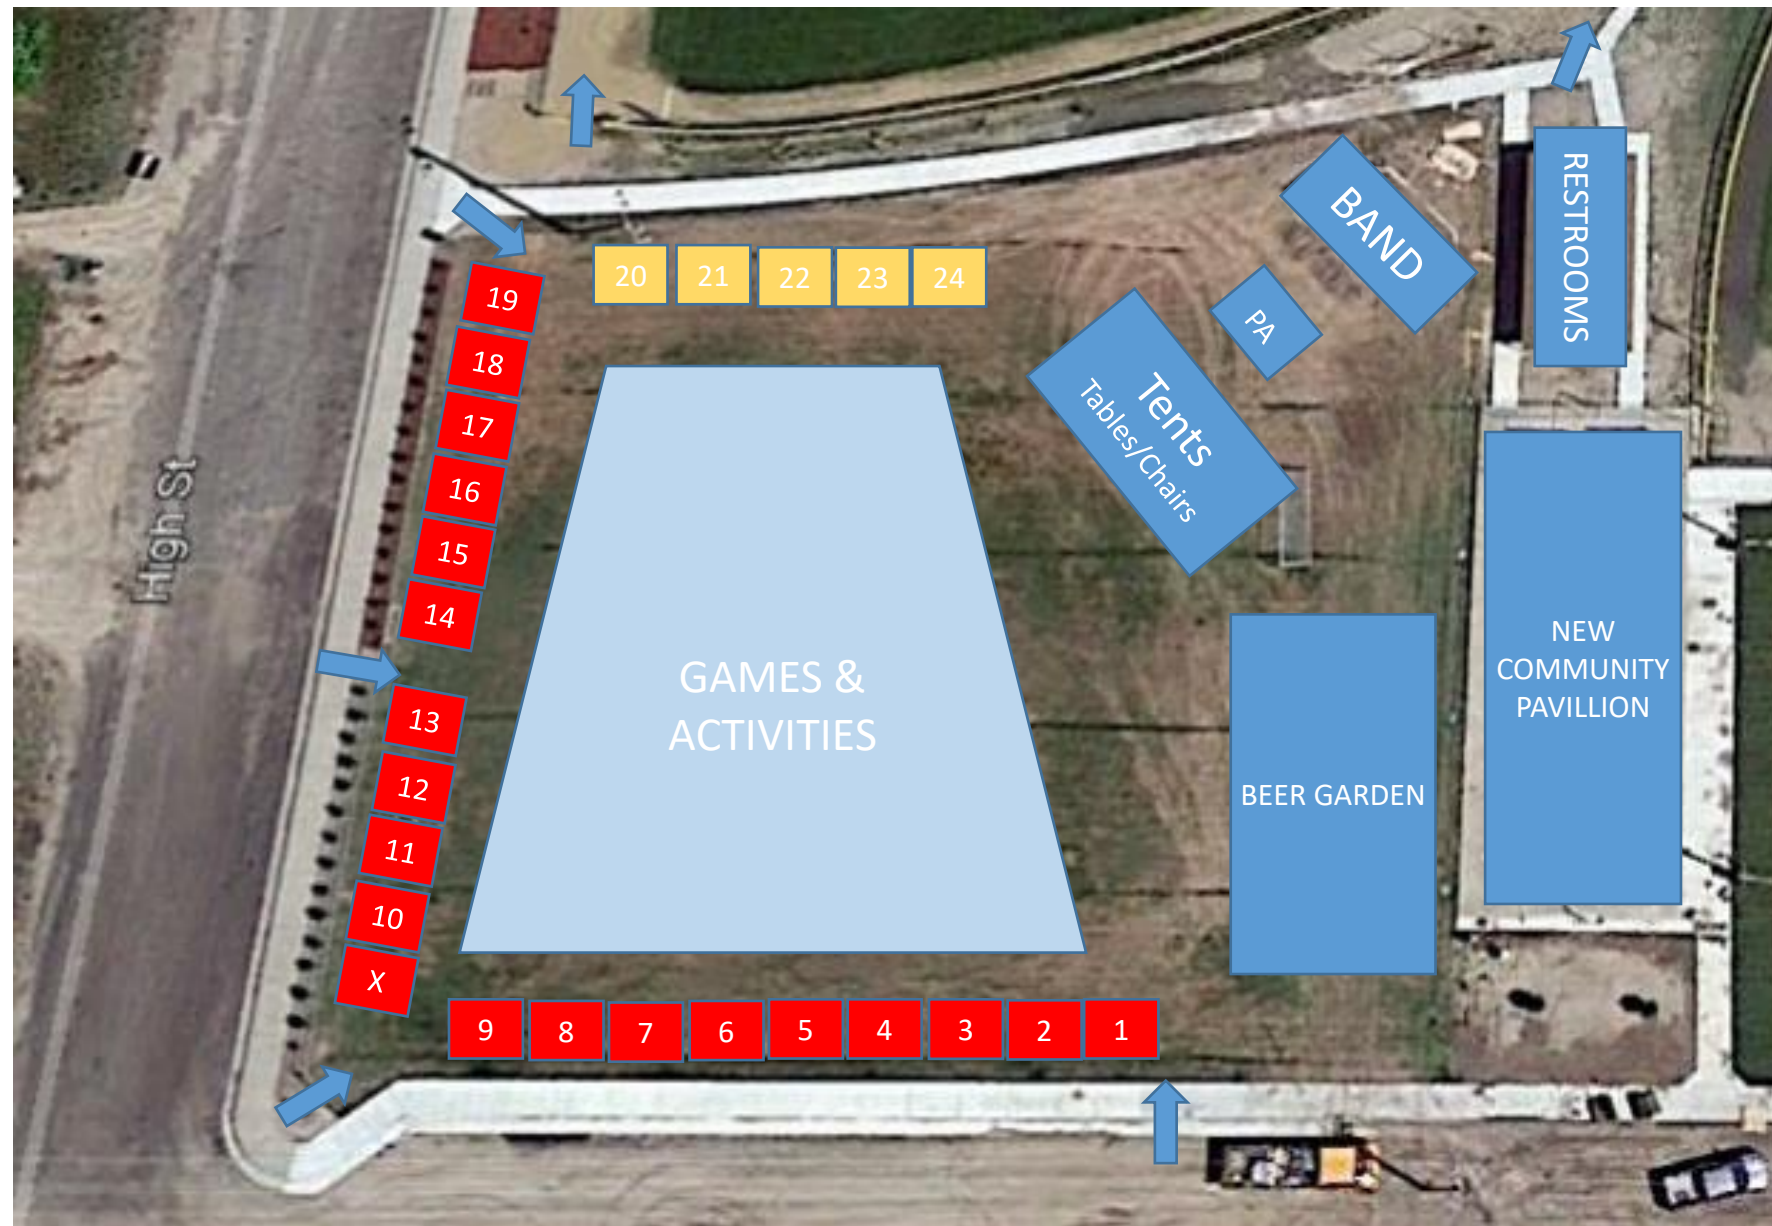 RESTROOMS
BAND
20
21
22
23
24
19
PA
18
Tents
Tables/Chairs
17
16
High St
15
14
NEW
COMMUNITY
PAVILLION
GAMES &
ACTIVITIES
13
12
BEER GARDEN
11
10
X
9
8
7
6
5
4
3
2
1